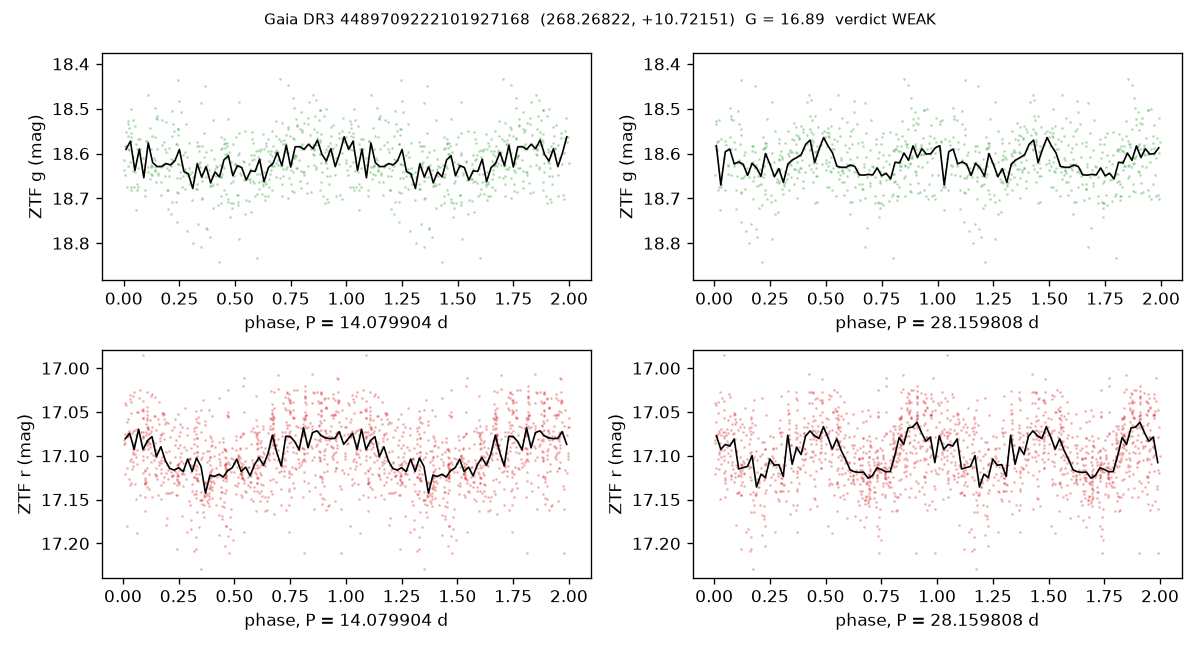 Gaia DR3 4489709222101927168 (268.26822, +10.72151) G = 16.89 verdict WEAK
ZTF g (mag)
18.4
18.5
18.6
18.7
18.8
0.00 0.25 0.50 0.75 1.00 1.25 1.50 1.75 2.00
phase, P = 14.079904 d
ZTF g (mag)
18.4
18.5
18.6
18.7
18.8
0.00 0.25 0.50 0.75 1.00 1.25 1.50 1.75 2.00
phase, P = 28.159808 d
ZTF r (mag)
17.00
17.05
17.10
17.15
17.20
0.00 0.25 0.50 0.75 1.00 1.25 1.50 1.75 2.00
phase, P = 14.079904 d
ZTF r (mag)
17.00
17.05
17.10
17.15
17.20
0.00 0.25 0.50 0.75 1.00 1.25 1.50 1.75 2.00
phase, P = 28.159808 d